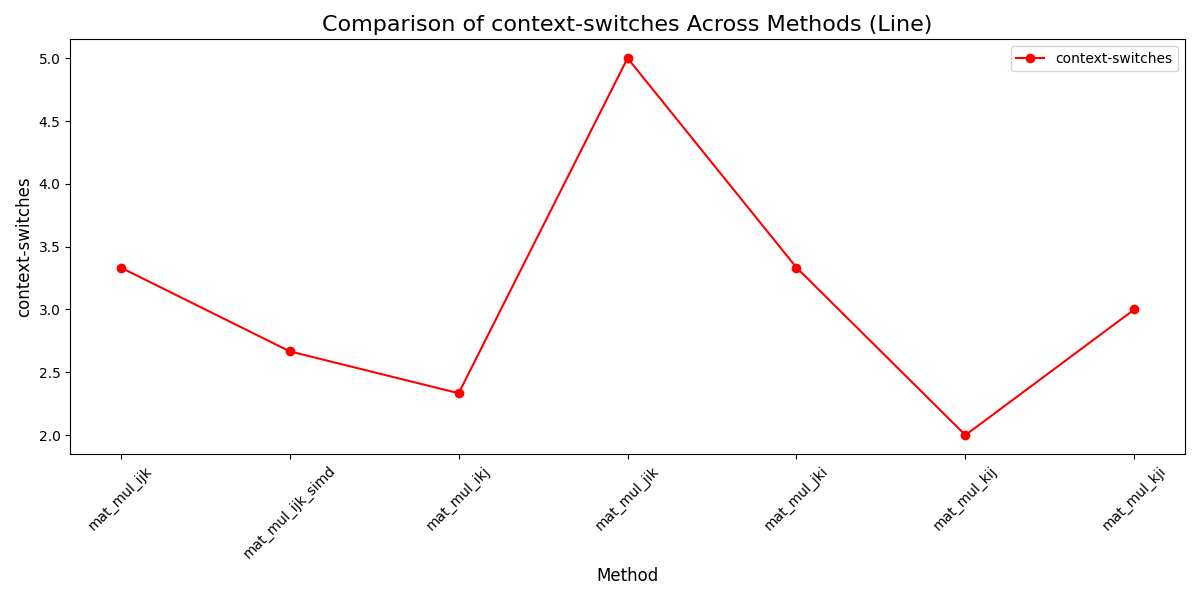 Comparison of context-switches Across Methods (Line)
context-switches
5.0
4.5
4.0
3.5
3.0
2.5
2.0
context-switches
mat_mul_ijk
mat_mul_ijk_simd
mat_mul_ikj
mat_mul_jik
mat_mul_jki
mat_mul_kij
mat_mul_kji
Method